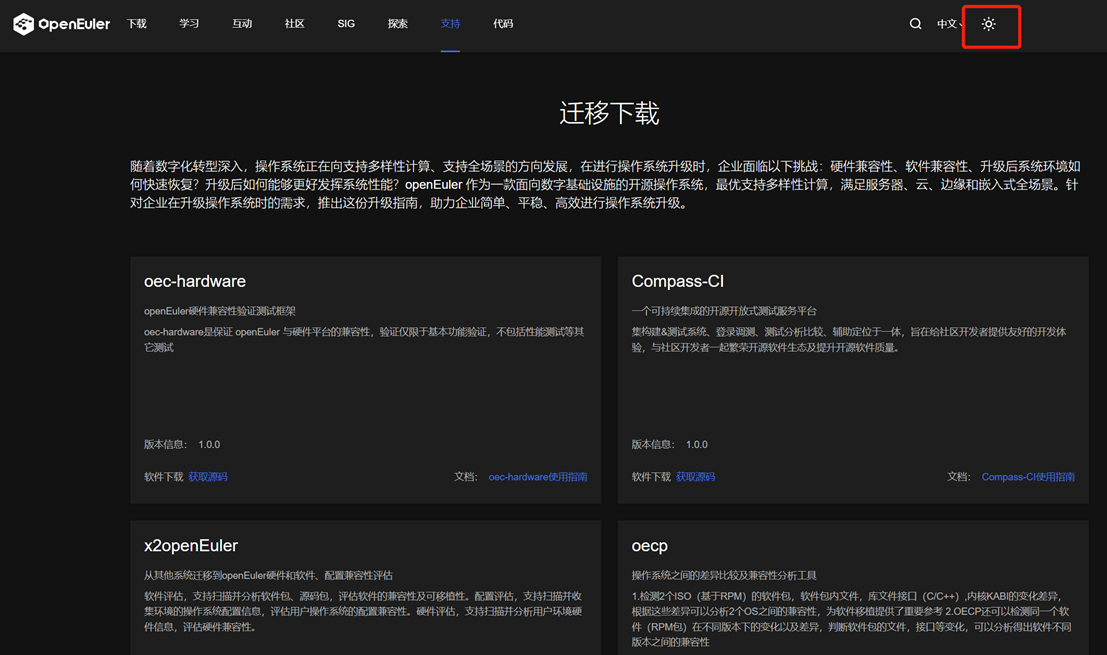 OpenEuler 下载 学习 互动 社区 SIG 探索 支持 代码 中文
迁移下载
随着数字化转型深入，操作系统正在向支持多样性计算、支持全场景的方向发展，在进行操作系统升级时，企业面临以下挑战：硬件兼容性、软件兼容性、升级后系统环境如
何快速恢复？升级后如何能够更好发挥系统性能？openEuler 作为一款面向数字基础设施的开源操作系统，最优支持多样性计算，满足服务器、云、边缘和嵌入式全场景。针
对企业在升级操作系统时的需求，推出这份升级指南，助力企业简单、平稳、高效进行操作系统升级。
oec-hardware
openEuler硬件兼容性验证测试框架
oec-hardware是保证 openEuler 与硬件平台的兼容性，验证仅限于基本功能验证，不包括性能测试等其
它测试
版本信息： 1.0.0
软件下载 获取源码 文档： oec-hardware使用指南
Compass-CI
一个可持续集成的开源开放式测试服务平台
集构建&测试系统、登录调测、测试分析比较、辅助定位于一体，旨在给社区开发者提供友好的开发体
验，与社区开发者一起繁荣开源软件生态及提升开源软件质量。
版本信息： 1.0.0
软件下载 获取源码 文档： Compass-CI使用指南
x2openEuler
从其他系统迁移到openEuler硬件和软件、配置兼容性评估
软件评估，支持扫描并分析软件包、源码包，评估软件的兼容性及可移植性。配置评估，支持扫描并收
集环境的操作系统配置信息，评估用户操作系统的配置兼容性。硬件评估，支持扫描并分析用户环境硬
件信息，评估硬件兼容性。
oecp
操作系统之间的差异比较及兼容性分析工具
1.检测2个ISO（基于RPM）的软件包，软件包内文件，库文件接口（C/C++）,内核KABI的变化差异，
根据这些差异可以分析2个OS之间的兼容性，为软件移植提供了重要参考 2.OECP还可以检测同一个软
件（RPM包）在不同版本下的变化以及差异，判断软件包的文件，接口等变化，可以分析得出软件不同
版本之间的兼容性